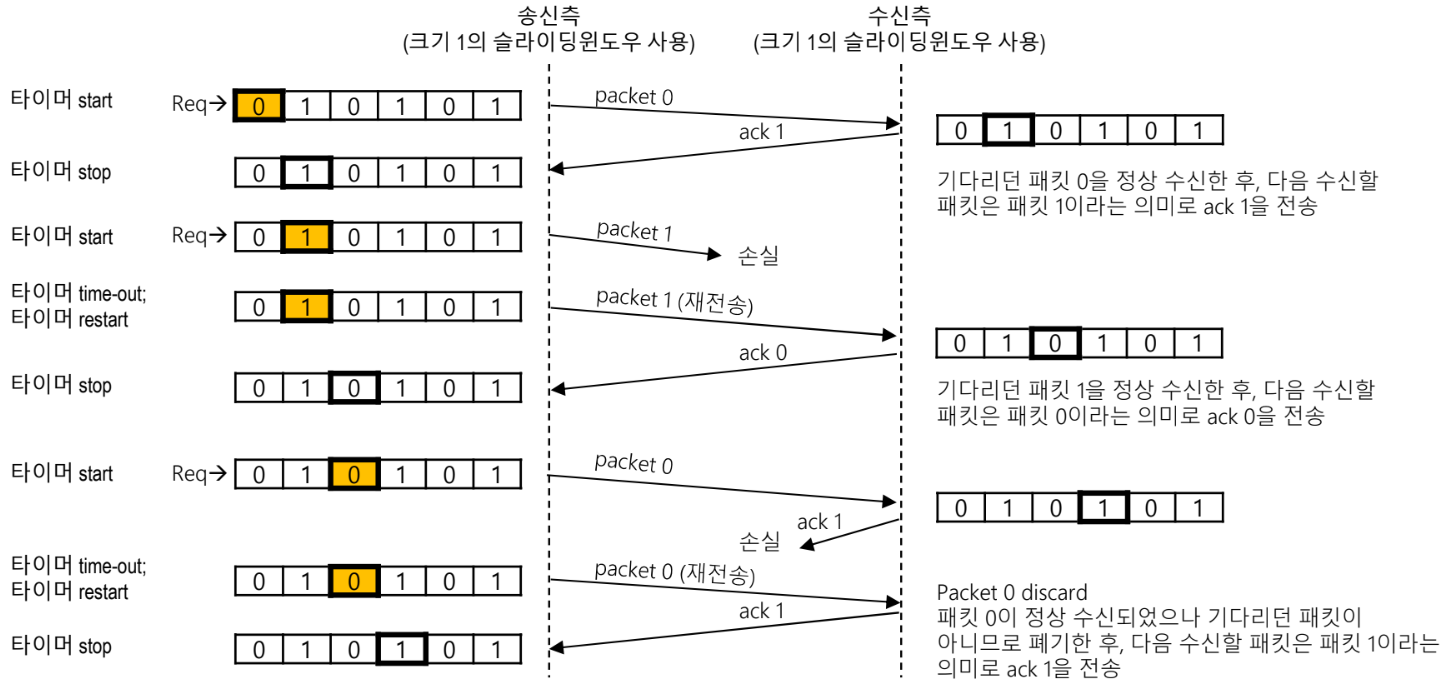 송신측
(크기 1의 슬라이딩윈도우 사용)
수신측
(크기 1의 슬라이딩윈도우 사용)
타이머 start
Req→
0 1 0 1 0 1
packet 0
ack 1
0 1 0 1 0 1
타이머 stop
0 1 0 1 0 1
기다리던 패킷 0을 정상 수신한 후, 다음 수신할
패킷은 패킷 1이라는 의미로 ack 1을 전송
타이머 start
Req→
0 1 0 1 0 1
packet 1
손실
타이머 time-out;
타이머 restart
0 1 0 1 0 1
packet 1 (재전송)
ack 0
0 1 0 1 0 1
타이머 stop
0 1 0 1 0 1
기다리던 패킷 1을 정상 수신한 후, 다음 수신할
패킷은 패킷 0이라는 의미로 ack 0을 전송
타이머 start
Req→
0 1 0 1 0 1
packet 0
0 1 0 1 0 1
ack 1
손실
타이머 time-out;
타이머 restart
0 1 0 1 0 1
packet 0 (재전송)
ack 1
타이머 stop
0 1 0 1 0 1
Packet 0 discard
패킷 0이 정상 수신되었으나 기다리던 패킷이
아니므로 폐기한 후, 다음 수신할 패킷은 패킷 1이라는
의미로 ack 1을 전송